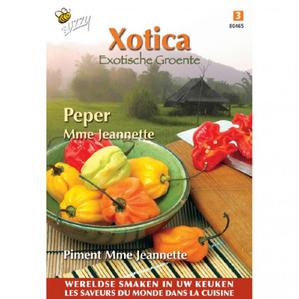 Buzzy
3
80465
Xotica
Exotische Groente
Peper
Mme Jeannette
Piment Mme Jeannette
WERELDSE SMAKEN IN UW KEUKEN
LES SAVEURS DU MONDE DANS LA CUISINE